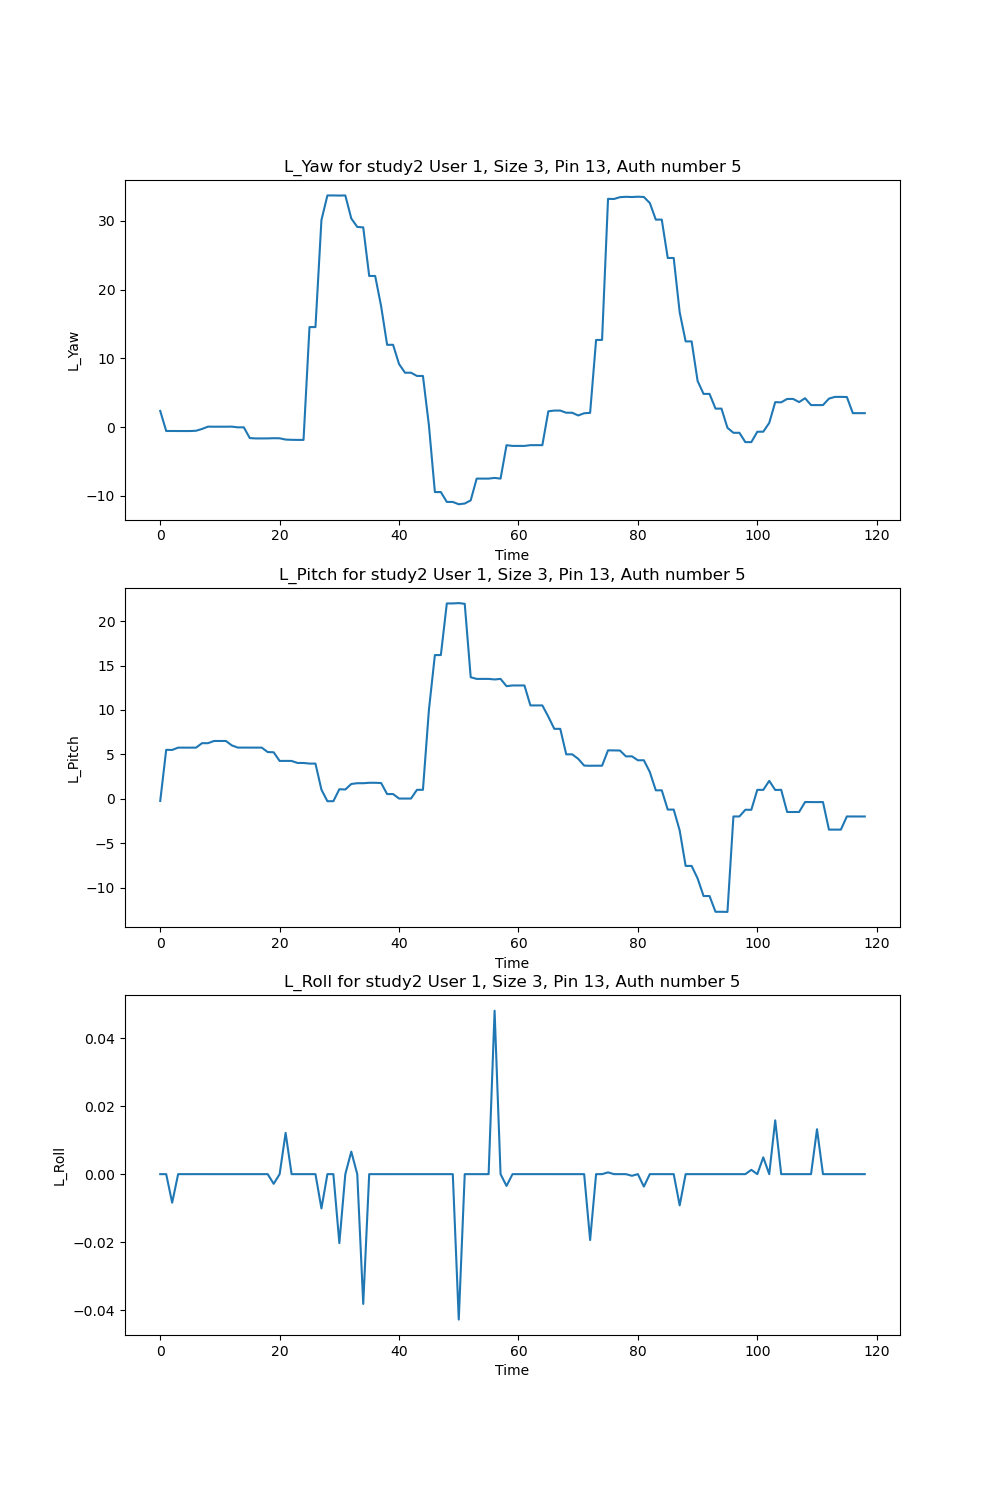 L_Yaw for study2 User 1, Size 3, Pin 13, Auth number 5
30
20
10
0
−10
L_Yaw
0 20 40 60 80 100 120
Time
L_Pitch for study2 User 1, Size 3, Pin 13, Auth number 5
20
15
10
5
0
−5
−10
L_Pitch
0 20 40 60 80 100 120
Time
L_Roll for study2 User 1, Size 3, Pin 13, Auth number 5
0.04
0.02
0.00
−0.02
−0.04
L_Roll
0 20 40 60 80 100 120
Time